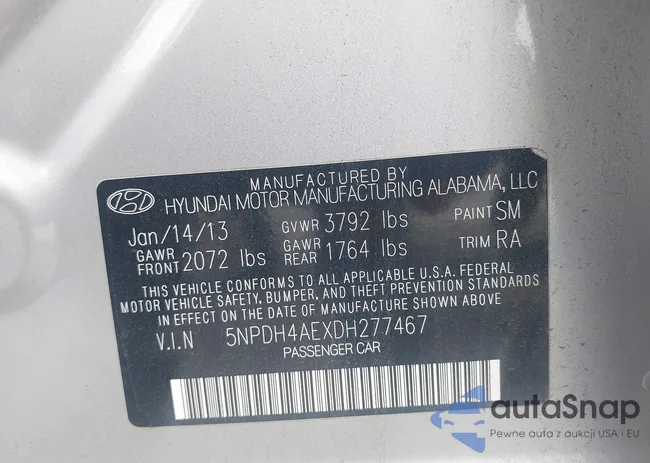 MANUFACTURED BY
HYUNDAI MOTOR MANUFACTURING ALABAMA, LLC
Jan/14/13 GVWR 3792 lbs PAINT SM
GAWR FRONT 2072 lbs GAWR REAR 1764 lbs TRIM RA
THIS VEHICLE CONFORMS TO ALL APPLICABLE U.S.A. FEDERAL
MOTOR VEHICLE SAFETY, BUMPER, AND THEFT PREVENTION STANDARDS
IN EFFECT ON THE DATE OF MANUFACTURE SHOWN ABOVE
V.I.N 5NPDH4AEXDH277467
PASSENGER CAR
autaSnap
Pewne auta z aukcji USA i EU